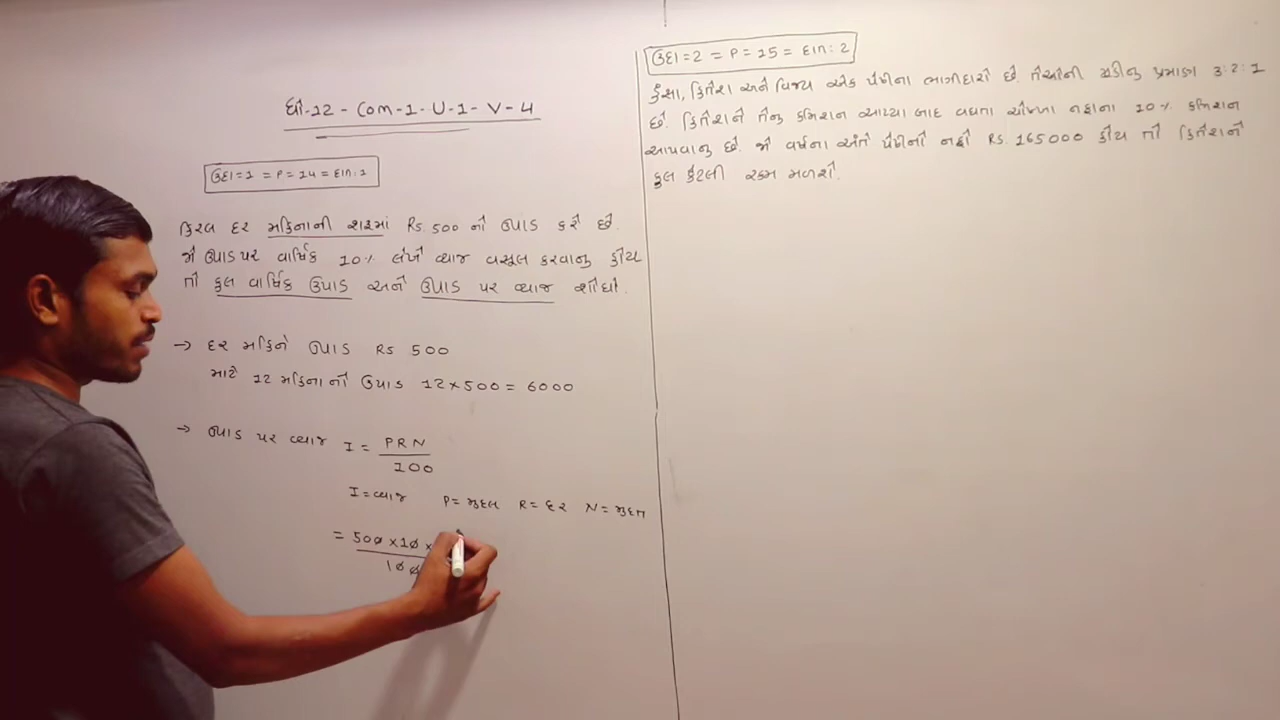 ધો-12 - Com-1-U-1-V-4
ઉદા=1 = P=14 = દાખ:1
કિરણ દર મહિનાની શરૂમાં Rs. 500 નો ઉપાડ કરે છે.
જો ઉપાડ પર વાર્ષિક 10% લેખે વ્યાજ વસૂલ કરવાનુ હોય
તો કુલ વાર્ષિક ઉપાડ અને ઉપાડ પર વ્યાજ શોધો.
→ દર મહિને ઉપાડ Rs 500
માટે 12 મહિના નો ઉપાડ 12×500 = 6000
→ ઉપાડ પર વ્યાજ I = PRN
100
I = વ્યાજ P = મુદલ R = દર N = મુદત
= 500 ×10 ×
100
ઉદા=2 = P=15 = દાખ:2
હિતેશ અને વિજય એક પેઢીના ભાગીદારો છે. તેઓની પ્રમાણ 3:2:1
છે. હિતેશને તેનુ કમિશન આપ્યા બાદ વધતા ચોખ્ખા નફાના 10% કમિશન
આપવાનુ છે. જો વર્ષના અંતે પેઢીનો નફો Rs. 165000 હોય તો હિતેશને
કુલ કેટલી રકમ મળશે.